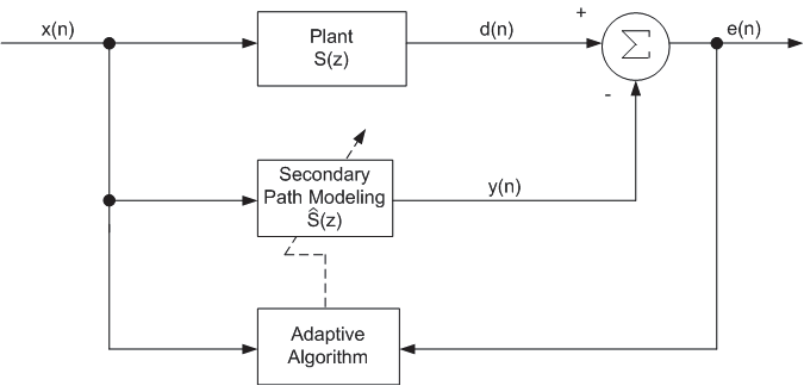 x(n)
Plant
S(z)
d(n)
+
Σ
e(n)
-
Secondary
Path Modeling
Ŝ(z)
y(n)
Adaptive
Algorithm